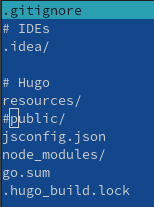 .gitignore
# IDEs
.idea/

# Hugo
resources/
#public/
jsconfig.json
node_modules/
go.sum
.hugo_build.lock